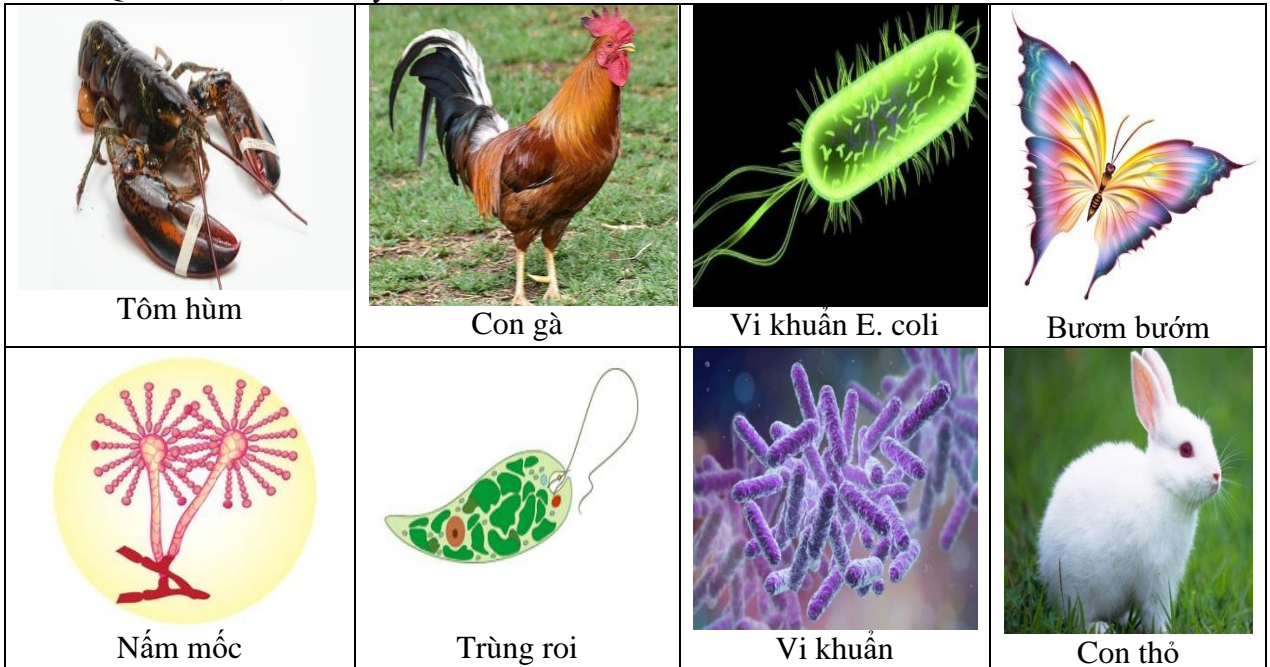 Tôm hùm
Con gà
Vi khuẩn E. coli
Bươm bướm
Nấm mốc
Trùng roi
Vi khuẩn
Con thỏ